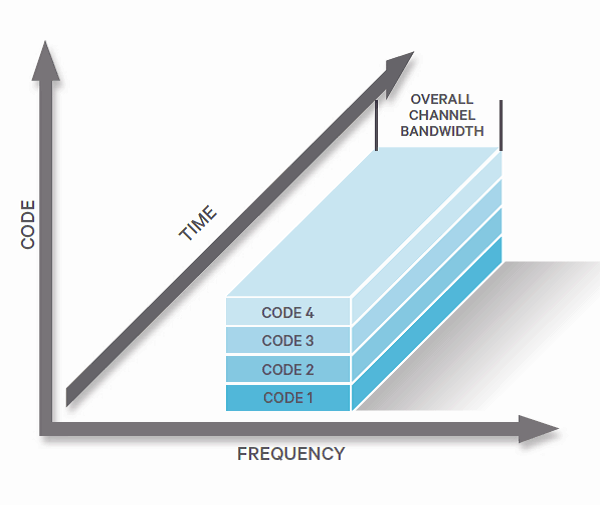 OVERALL
CHANNEL
BANDWIDTH
TIME
CODE
CODE 4
CODE 3
CODE 2
CODE 1
FREQUENCY